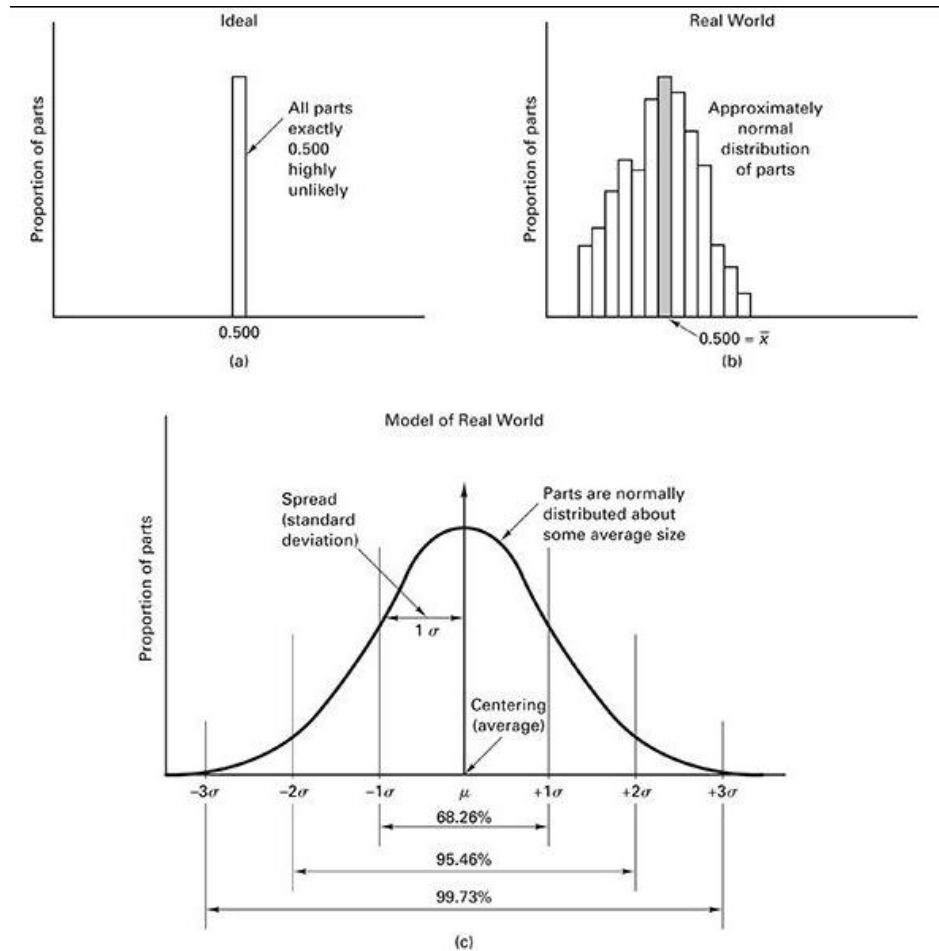 Ideal
Proportion of parts
All parts
exactly
0.500
highly
unlikely
0.500
(a)
Real World
Proportion of parts
Approximately
normal
distribution
of parts
0.500 = x̄
(b)
Model of Real World
Proportion of parts
Spread
(standard
deviation)
Parts are normally
distributed about
some average size
1 σ
Centering
(average)
−3σ −2σ −1σ μ +1σ +2σ +3σ
68.26%
95.46%
99.73%
(c)